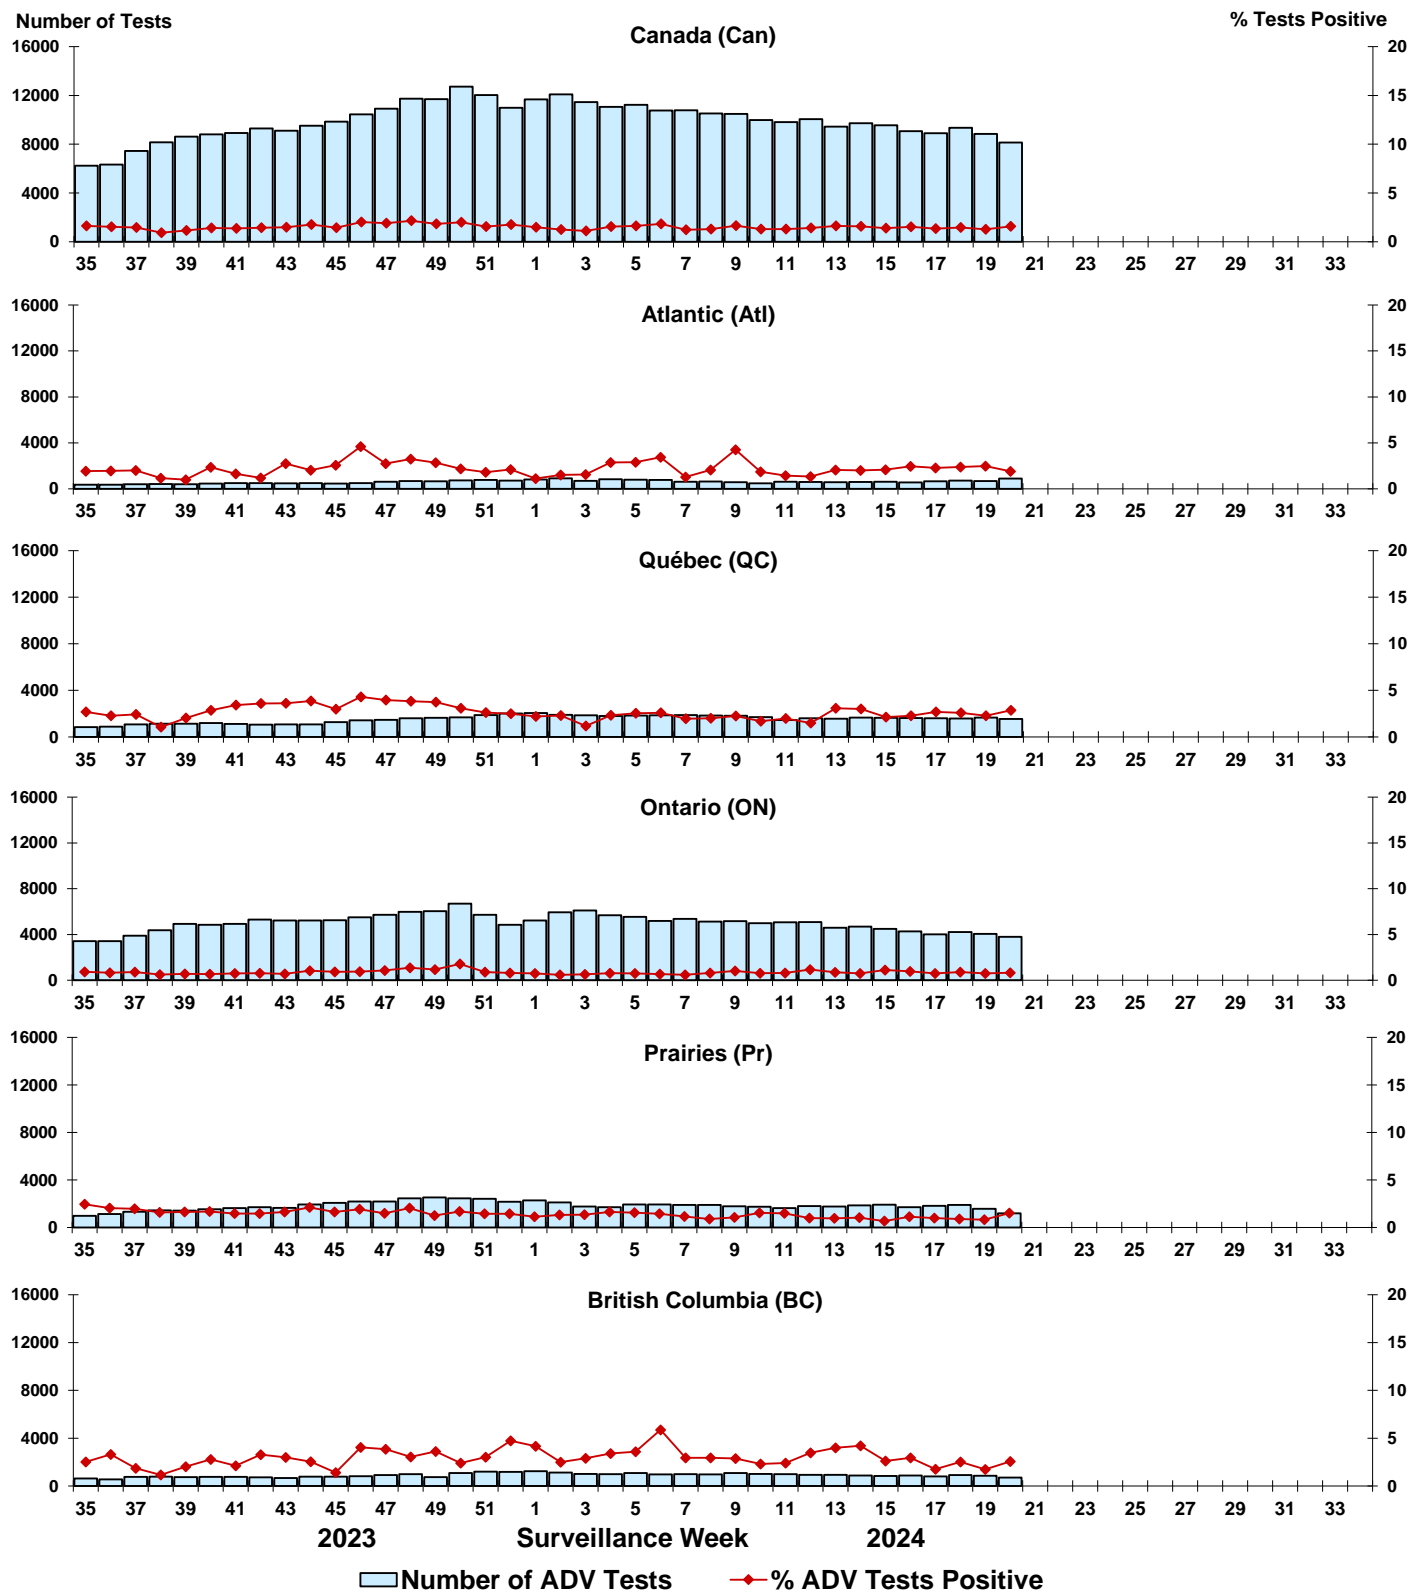 Number of Tests % Tests Positive
Canada (Can)
16000 20
12000 15
8000 10
4000 5
0 0
35 37 39 41 43 45 47 49 51 1 3 5 7 9 11 13 15 17 19 21 23 25 27 29 31 33
Atlantic (Atl)
16000 20
12000 15
8000 10
4000 5
0 0
35 37 39 41 43 45 47 49 51 1 3 5 7 9 11 13 15 17 19 21 23 25 27 29 31 33
Québec (QC)
16000 20
12000 15
8000 10
4000 5
0 0
35 37 39 41 43 45 47 49 51 1 3 5 7 9 11 13 15 17 19 21 23 25 27 29 31 33
Ontario (ON)
16000 20
12000 15
8000 10
4000 5
0 0
35 37 39 41 43 45 47 49 51 1 3 5 7 9 11 13 15 17 19 21 23 25 27 29 31 33
Prairies (Pr)
16000 20
12000 15
8000 10
4000 5
0 0
35 37 39 41 43 45 47 49 51 1 3 5 7 9 11 13 15 17 19 21 23 25 27 29 31 33
British Columbia (BC)
16000 20
12000 15
8000 10
4000 5
0 0
35 37 39 41 43 45 47 49 51 1 3 5 7 9 11 13 15 17 19 21 23 25 27 29 31 33
2023 Surveillance Week 2024
Number of ADV Tests % ADV Tests Positive